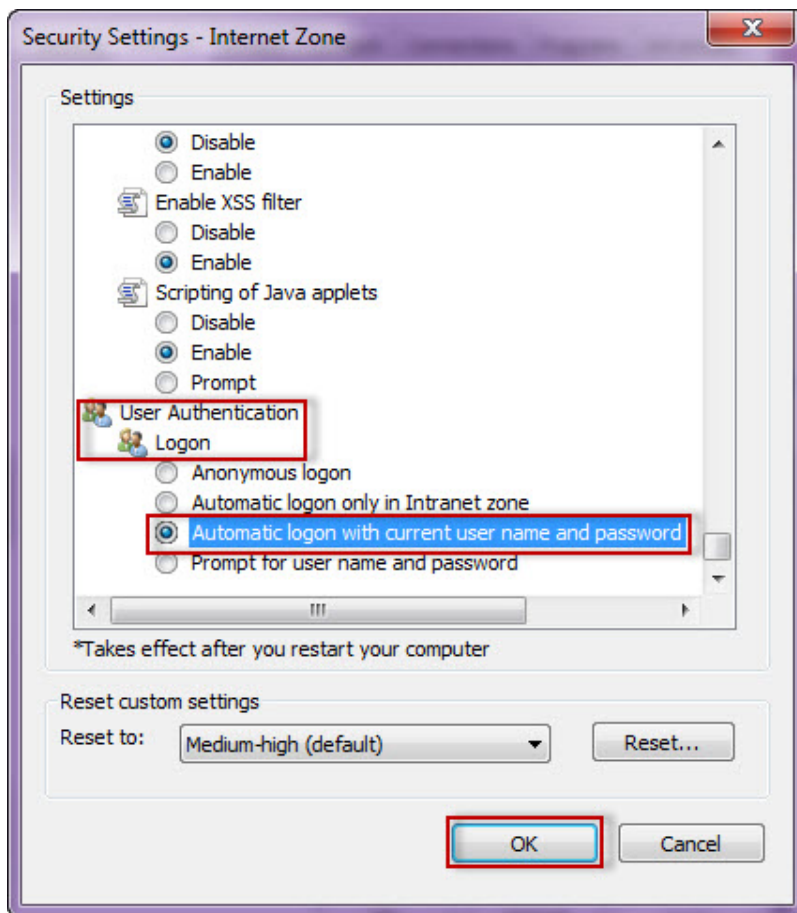 Security Settings - Internet Zone
Settings
Disable
Enable
Enable XSS filter
Disable
Enable
Scripting of Java applets
Disable
Enable
Prompt
User Authentication
Logon
Anonymous logon
Automatic logon only in Intranet zone
Automatic logon with current user name and password
Prompt for user name and password
*Takes effect after you restart your computer
Reset custom settings
Reset to: Medium-high (default) Reset...
OK Cancel